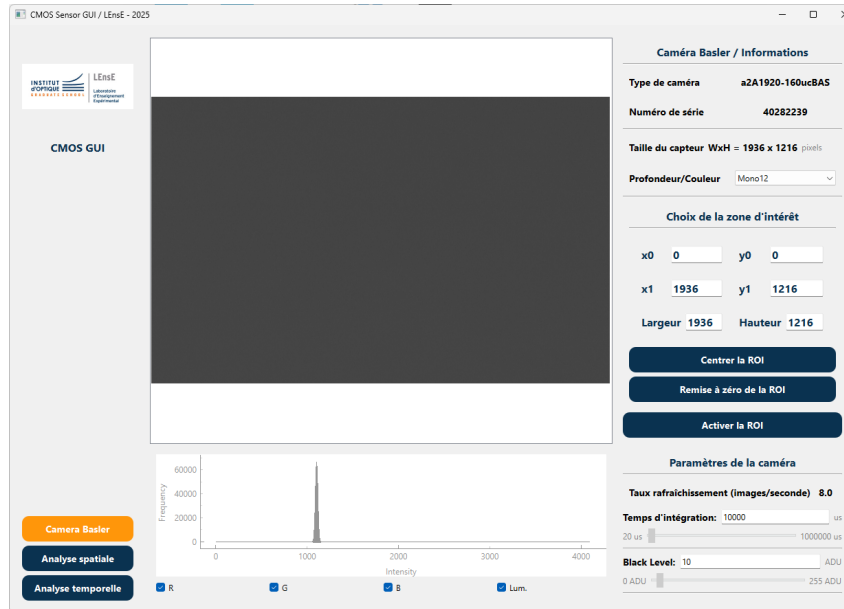 CMOS Sensor GUI / LEnsE - 2025
INSTITUT
d'OPTIQUE
GRADUATE SCHOOL
LEnsE
Laboratoire
d'Enseignement
Expérimental
CMOS GUI
Camera Basler
Analyse spatiale
Analyse temporelle
Frequency
60000
40000
20000
0
0 1000 2000 3000 4000
Intensity
R G B Lum.
Caméra Basler / Informations
Type de caméra a2A1920-160ucBAS
Numéro de série 40282239
Taille du capteur WxH = 1936 x 1216 pixels
Profondeur/Couleur Mono12
Choix de la zone d'intérêt
x0 0 y0 0
x1 1936 y1 1216
Largeur 1936 Hauteur 1216
Centrer la ROI
Remise à zéro de la ROI
Activer la ROI
Paramètres de la caméra
Taux rafraichissement (images/seconde) 8.0
Temps d'intégration: 10000 us
20 us 1000000 us
Black Level: 10 ADU
0 ADU 255 ADU